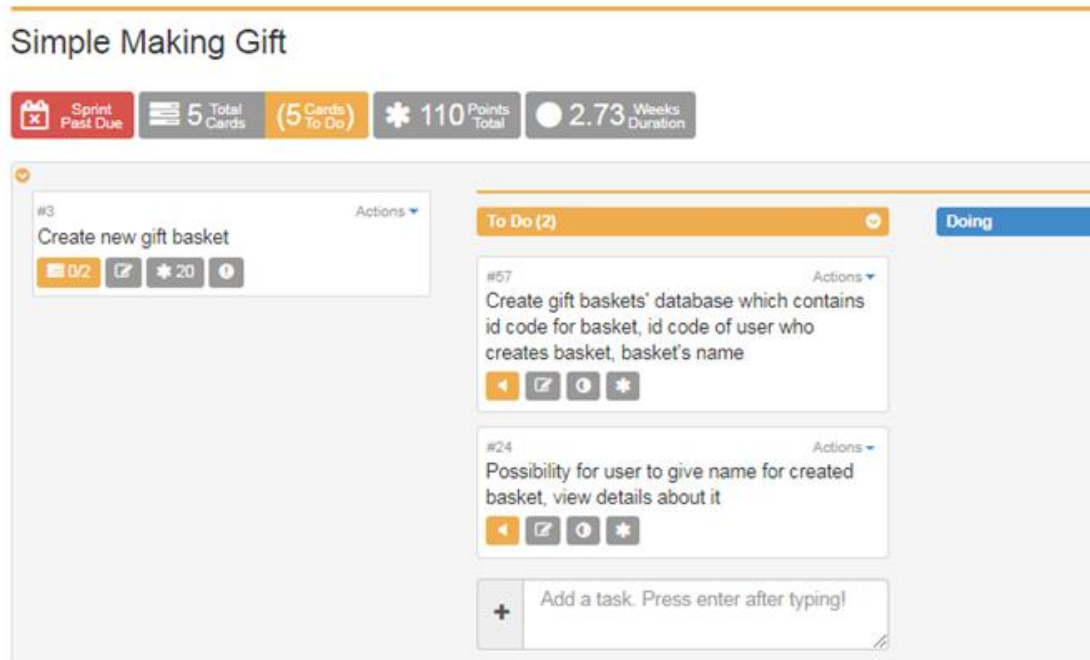 Simple Making Gift
Sprint Past Due
5 Total Cards
(5 Cards To Do)
110 Points Total
2.73 Weeks Duration
#3 Actions
Create new gift basket
0/2 20
To Do (2)
Doing
#57 Actions
Create gift baskets' database which contains
id code for basket, id code of user who
creates basket, basket's name
#24 Actions
Possibility for user to give name for created
basket, view details about it
Add a task. Press enter after typing!